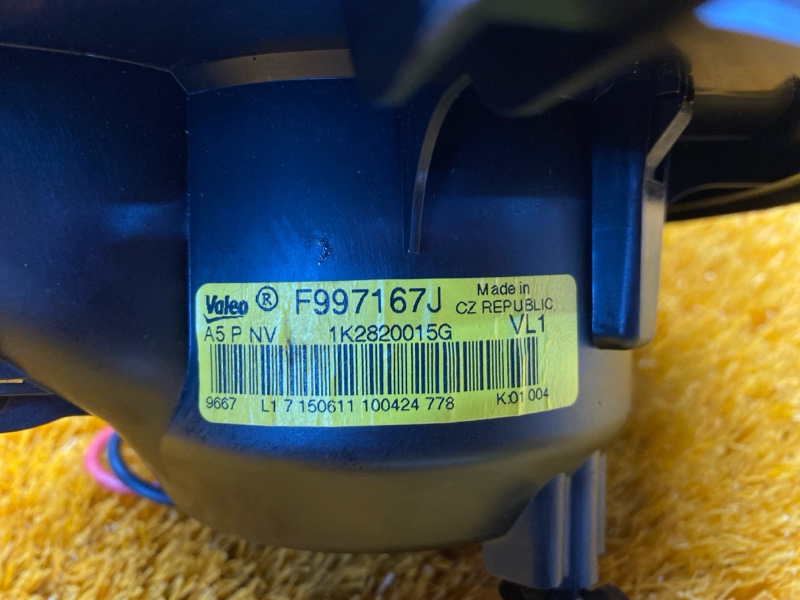 Valeo ® F997167J Made in
CZ REPUBLIC
A5 P NV 1K2820015G VL1
9667 L1 7 150611 100424 778 K:01 004